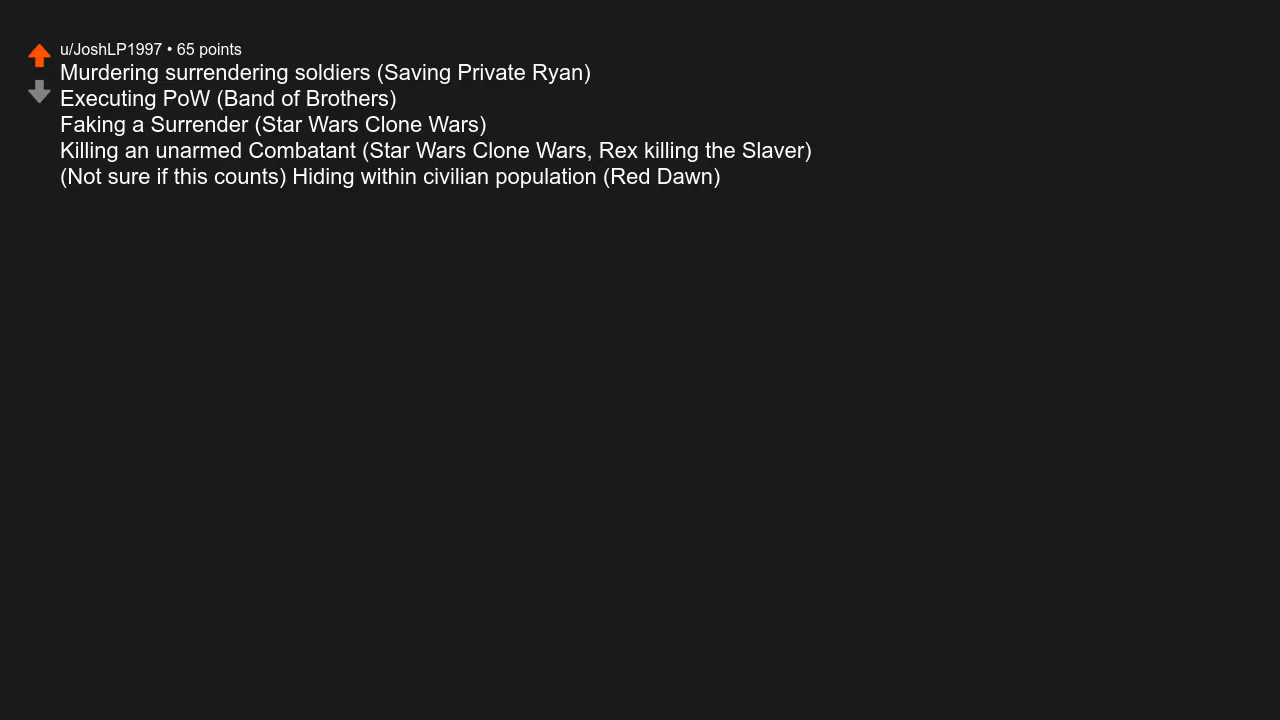 u/JoshLP1997 • 65 points
Murdering surrendering soldiers (Saving Private Ryan)
Executing PoW (Band of Brothers)
Faking a Surrender (Star Wars Clone Wars)
Killing an unarmed Combatant (Star Wars Clone Wars, Rex killing the Slaver)
(Not sure if this counts) Hiding within civilian population (Red Dawn)